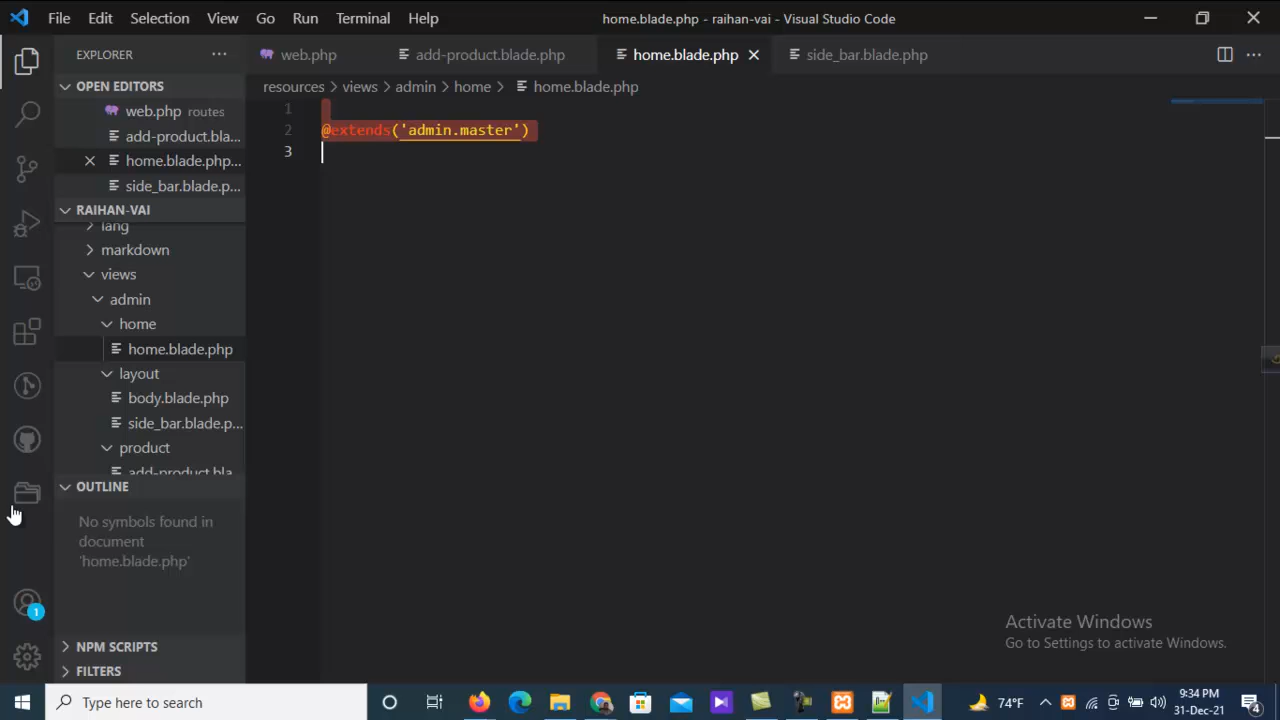 File Edit Selection View Go Run Terminal Help
home.blade.php - raihan-vai - Visual Studio Code
EXPLORER
web.php
add-product.blade.php
home.blade.php
side_bar.blade.php
resources > views > admin > home > home.blade.php
OPEN EDITORS
web.php routes
add-product.bla...
home.blade.php...
side_bar.blade.p...
RAIHAN-VAI
lang
markdown
views
admin
home
home.blade.php
layout
body.blade.php
side_bar.blade.p...
product
add-product.bla...
OUTLINE
No symbols found in
document
'home.blade.php'
NPM SCRIPTS
FILTERS
1
1
2 @extends('admin.master')
3
Activate Windows
Go to Settings to activate Windows.
Type here to search
74°F
9:34 PM
31-Dec-21
4